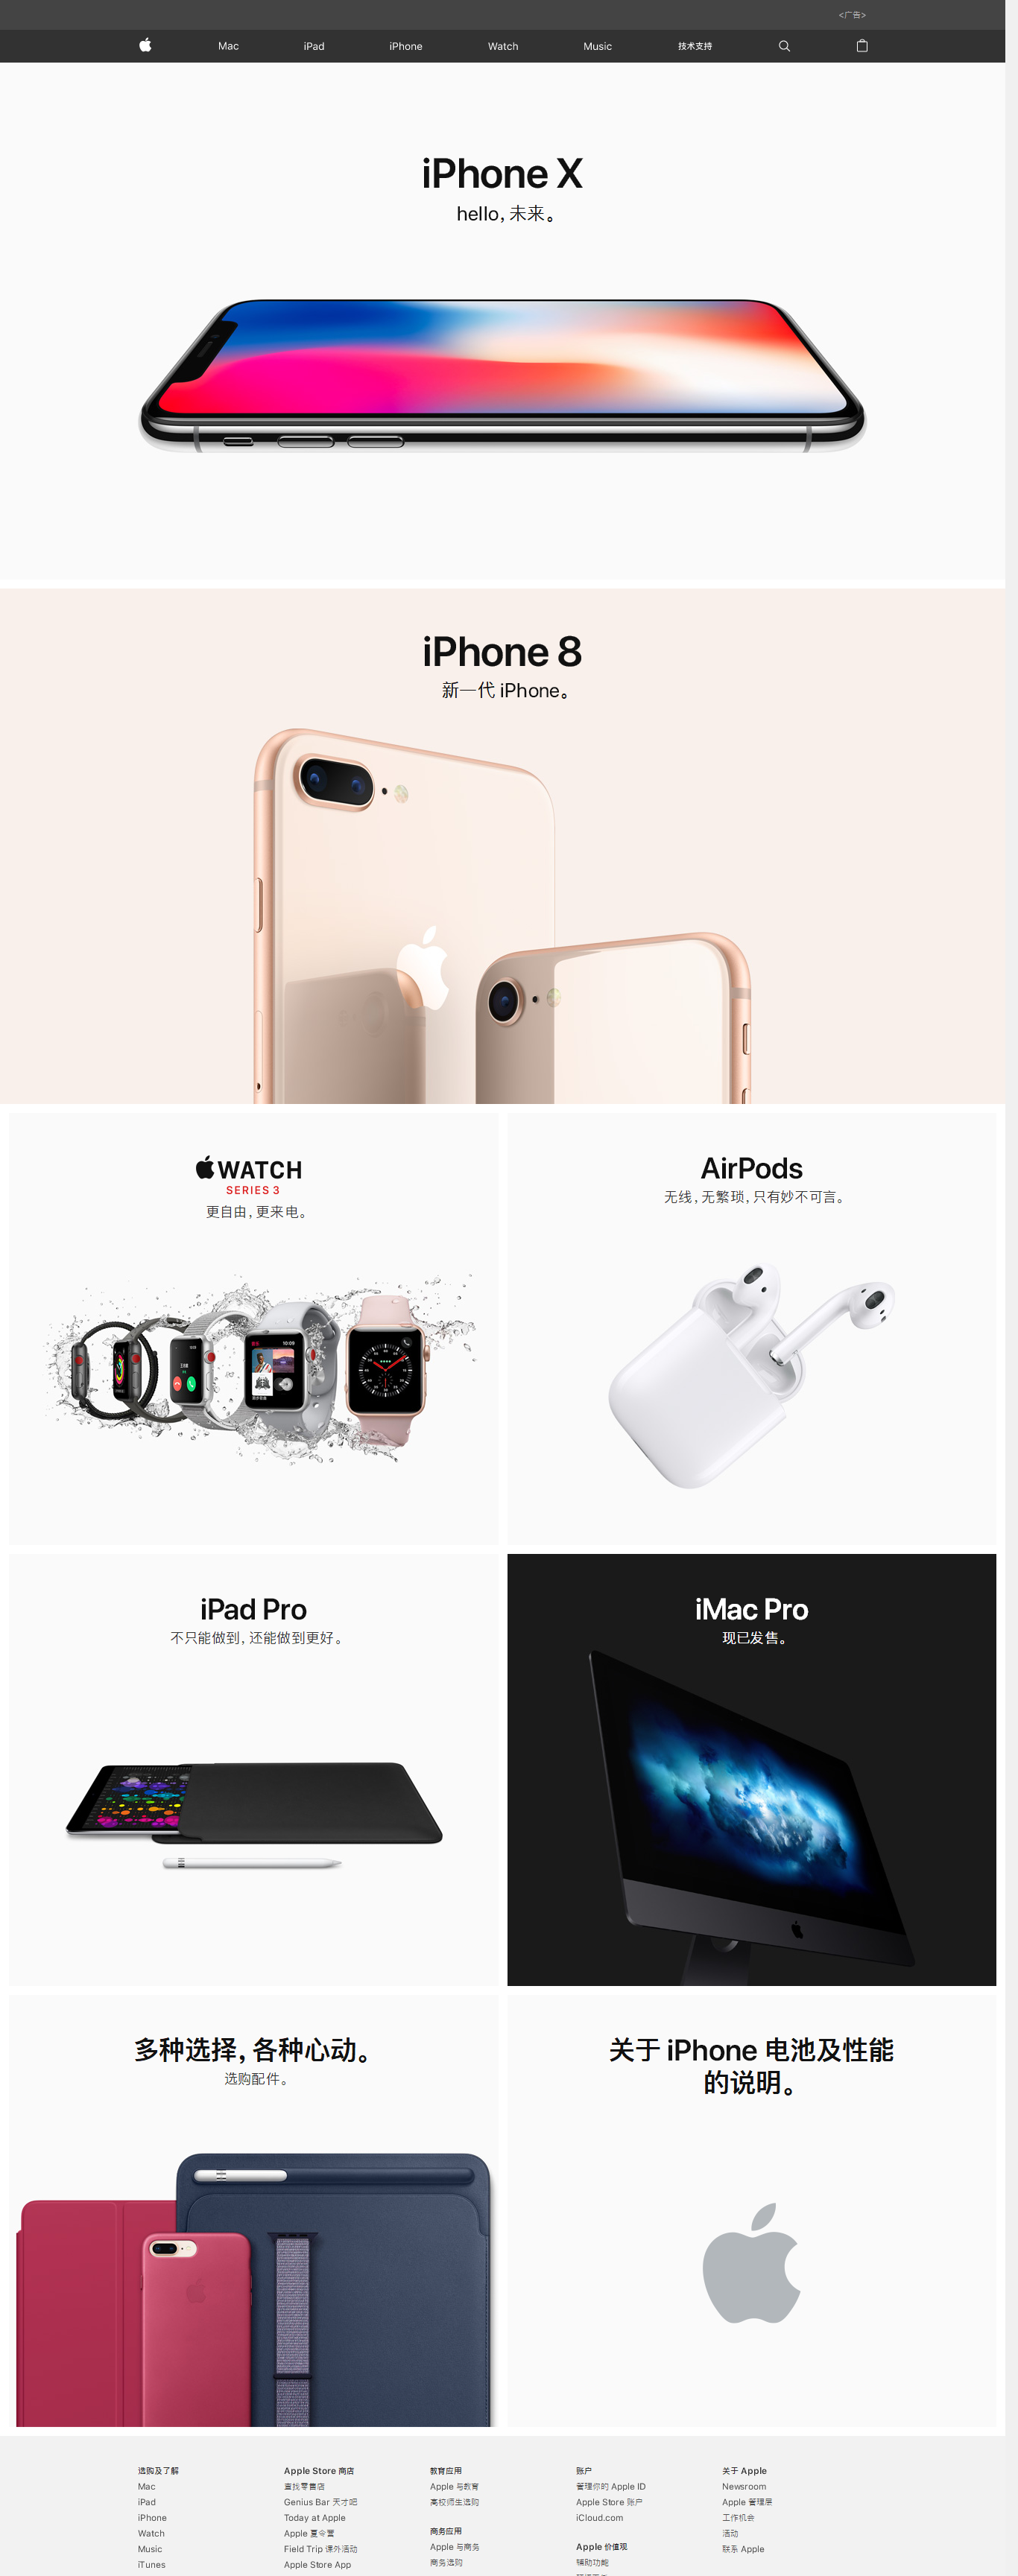 <广告>
Mac
iPad
iPhone
Watch
Music
技术支持
iPhone X
hello, 未来。
iPhone 8
新一代 iPhone。
WATCH
SERIES 3
更自由, 更来电。
AirPods
无线, 无繁琐, 只有妙不可言。
iPad Pro
不只能做到, 还能做到更好。
iMac Pro
现已发售。
多种选择, 各种心动。
选购配件。
关于 iPhone 电池及性能
的说明。
选购及了解
Mac
iPad
iPhone
Watch
Music
iTunes
Apple Store 商店
查找零售店
Genius Bar 天才吧
Today at Apple
Apple 夏令营
Field Trip 课外活动
Apple Store App
教育应用
Apple 与教育
高校师生选购
商务应用
Apple 与商务
商务选购
账户
管理你的 Apple ID
Apple Store 账户
iCloud.com
Apple 价值观
辅助功能
关于 Apple
Newsroom
Apple 管理层
工作机会
活动
联系 Apple